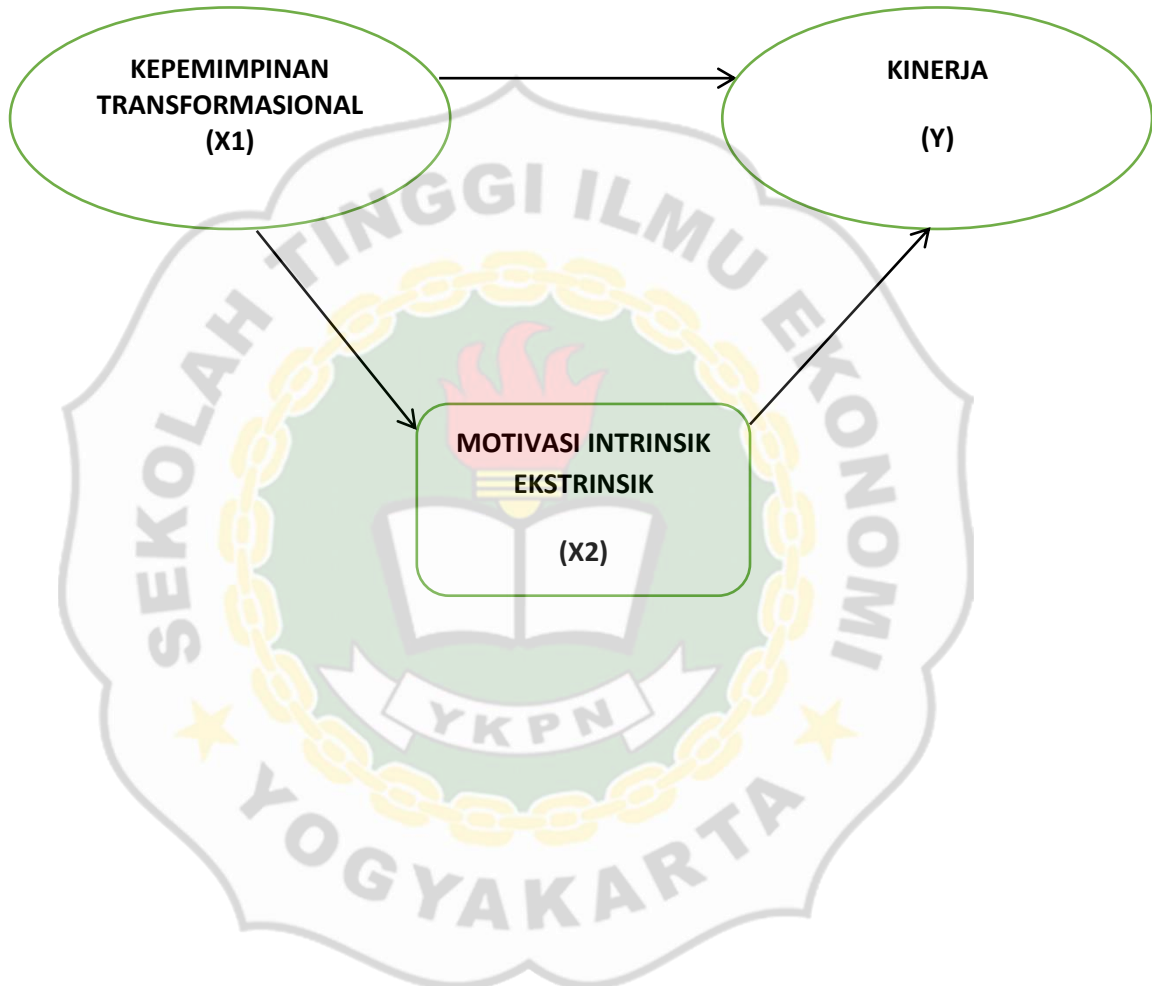 KEPEMIMPINAN
TRANSFORMASIONAL
(X1)
KINERJA
(Y)
MOTIVASI INTRINSIK
EKSTRINSIK
(X2)
SEKOLAH TINGGI ILMU EKONOMI
YKPN
YOGYAKARTA